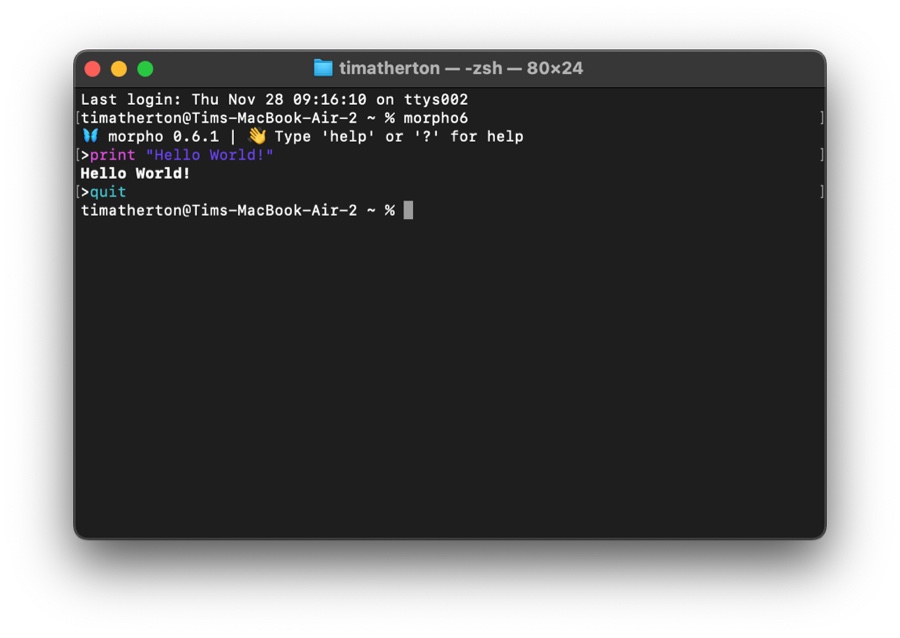 timatherton — -zsh — 80×24
Last login: Thu Nov 28 09:16:10 on ttys002
[timatherton@Tims-MacBook-Air-2 ~ % morpho6 ]
🦋 morpho 0.6.1 | 👋 Type 'help' or '?' for help
[>print "Hello World!" ]
Hello World!
[>quit ]
timatherton@Tims-MacBook-Air-2 ~ %